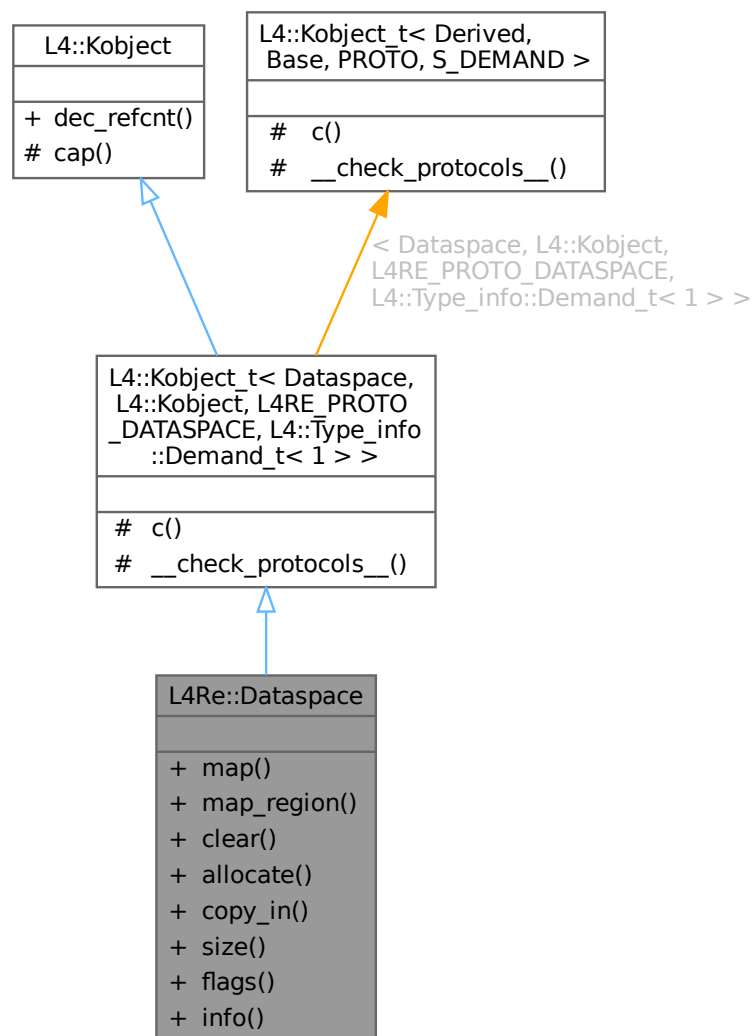 L4::Kobject
+ dec_refcnt()
# cap()
L4::Kobject_t< Derived,
Base, PROTO, S_DEMAND >
# c()
# __check_protocols__()
< Dataspace, L4::Kobject,
L4RE_PROTO_DATASPACE,
L4::Type_info::Demand_t< 1 > >
L4::Kobject_t< Dataspace,
L4::Kobject, L4RE_PROTO
_DATASPACE, L4::Type_info
::Demand_t< 1 > >
# c()
# __check_protocols__()
L4Re::Dataspace
+ map()
+ map_region()
+ clear()
+ allocate()
+ copy_in()
+ size()
+ flags()
+ info()